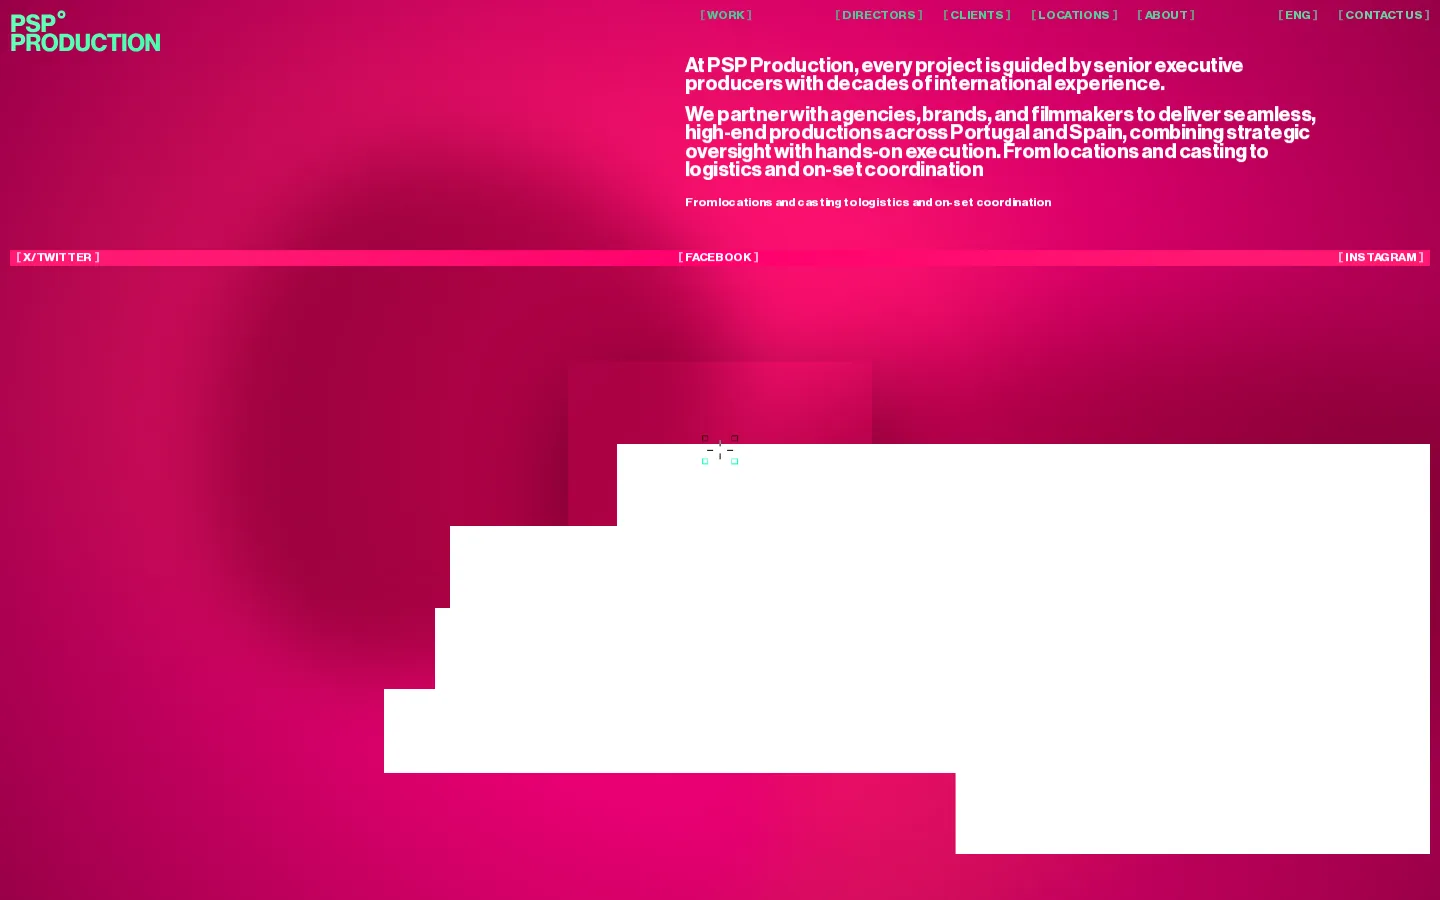 PSP°
PRODUCTION
[ WORK ]
[ DIRECTORS ]
[ CLIENTS ]
[ LOCATIONS ]
[ ABOUT ]
[ ENG ]
[ CONTACT US ]
At PSP Production, every project is guided by senior executive
producers with decades of international experience.
We partner with agencies, brands, and filmmakers to deliver seamless,
high-end productions across Portugal and Spain, combining strategic
oversight with hands-on execution. From locations and casting to
logistics and on-set coordination
From locations and casting to logistics and on-set coordination
[ X/TWITTER ]
[ FACEBOOK ]
[ INSTAGRAM ]